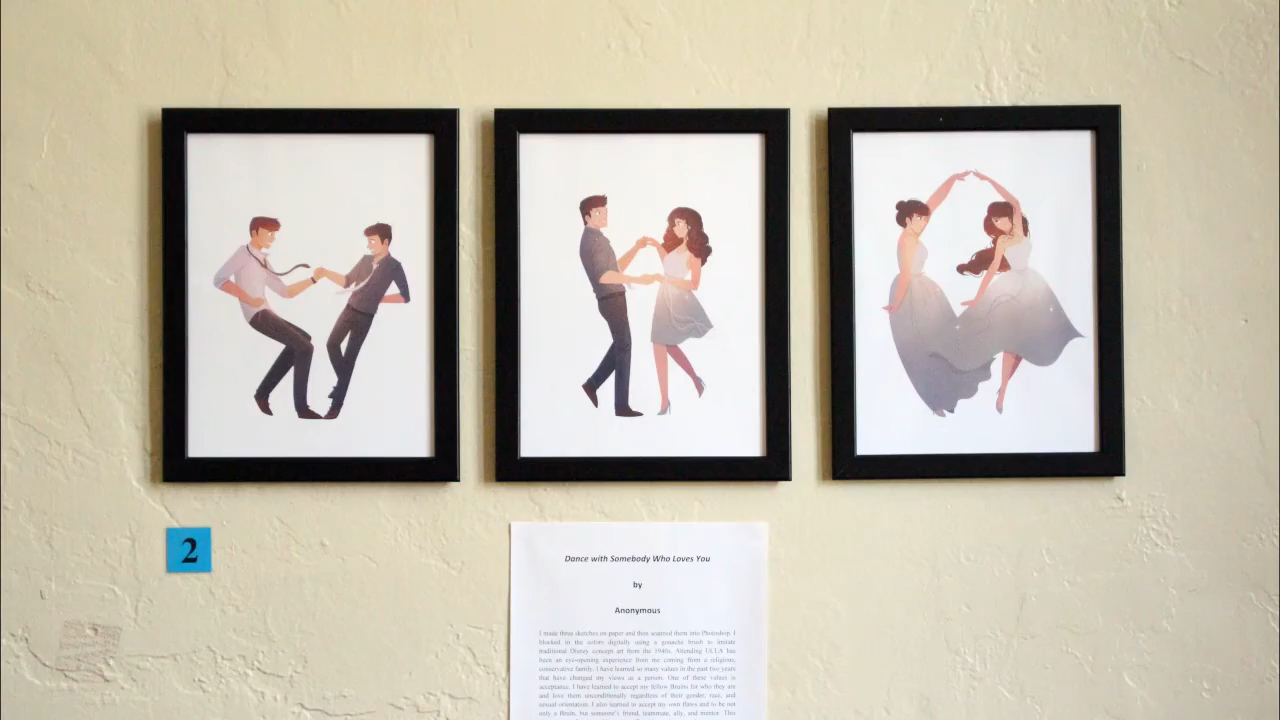 2
Dance with Somebody Who Loves You
by
Anonymous
I made three sketches on paper and then scanned them into Photoshop. I
blocked in the colors digitally using a gouache brush to imitate
traditional Disney concept art from the 1940s. Attending UCLA has
been an eye-opening experience from me coming from a religious,
conservative family. I have learned so many values in the past two years
that have changed my views as a person. One of these values is
acceptance. I have learned to accept my fellow Bruins for who they are
and love them unconditionally regardless of their gender, race, and
sexual orientation. I also learned to accept my own flaws and to be not
only a Bruin, but someone's friend, teammate, ally, and mentor. This